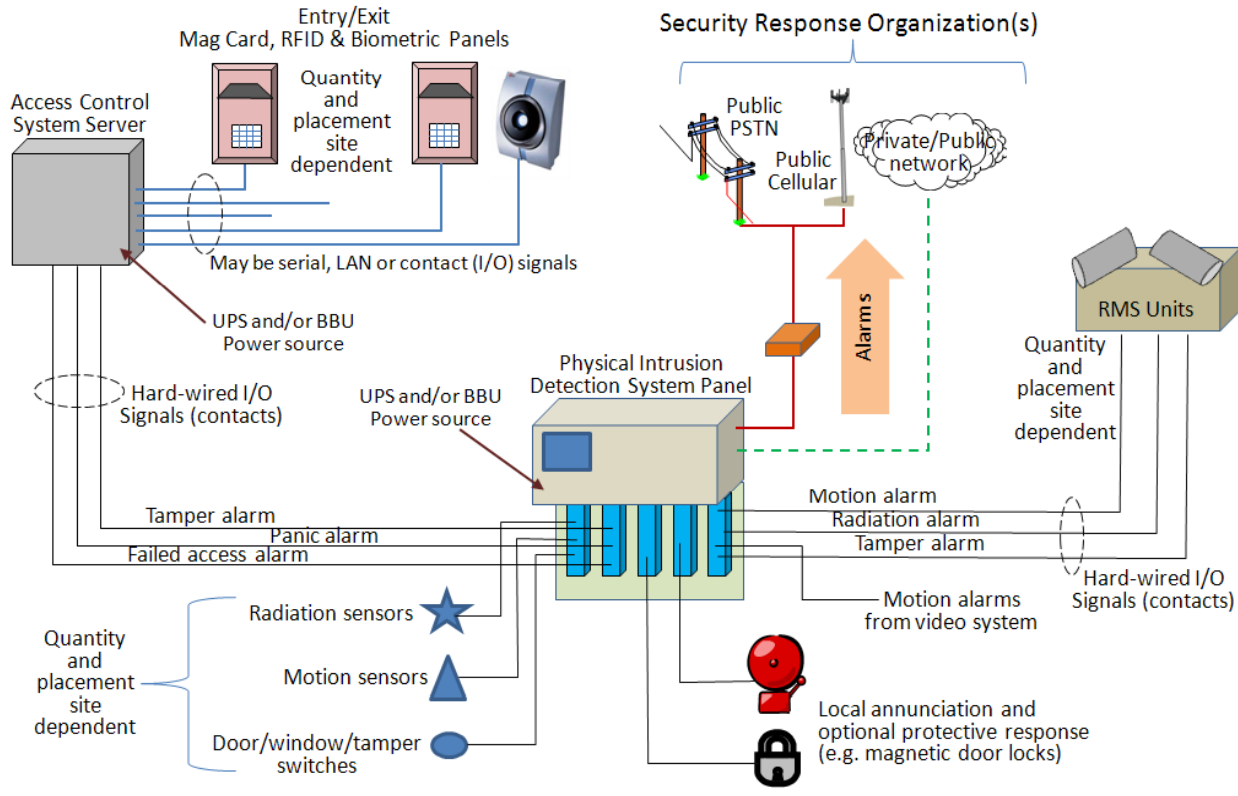 Entry/Exit
Mag Card, RFID & Biometric Panels
Security Response Organization(s)
Access Control
System Server
Quantity
and
placement
site
dependent
Public
PSTN
Public
Cellular
Private/Public
network
May be serial, LAN or contact (I/O) signals
UPS and/or BBU
Power source
Alarms
RMS Units
Quantity
and
placement
site
dependent
Hard-wired I/O
Signals (contacts)
Physical Intrusion
Detection System Panel
UPS and/or BBU
Power source
Tamper alarm
Panic alarm
Failed access alarm
Motion alarm
Radiation alarm
Tamper alarm
Hard-wired I/O
Signals (contacts)
Motion alarms
from video system
Quantity
and
placement
site
dependent
Radiation sensors
Motion sensors
Door/window/tamper
switches
Local annunciation and
optional protective response
(e.g. magnetic door locks)